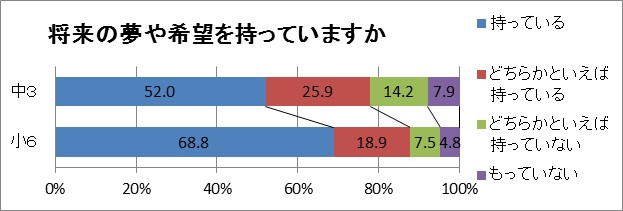 将来の夢や希望を持っていますか
中3
52.0
25.9
14.2
7.9
小6
68.8
18.9
7.5
4.8
0%
20%
40%
60%
80%
100%
持っている
どちらかといえば
持っている
どちらかといえば
持っていない
もっていない